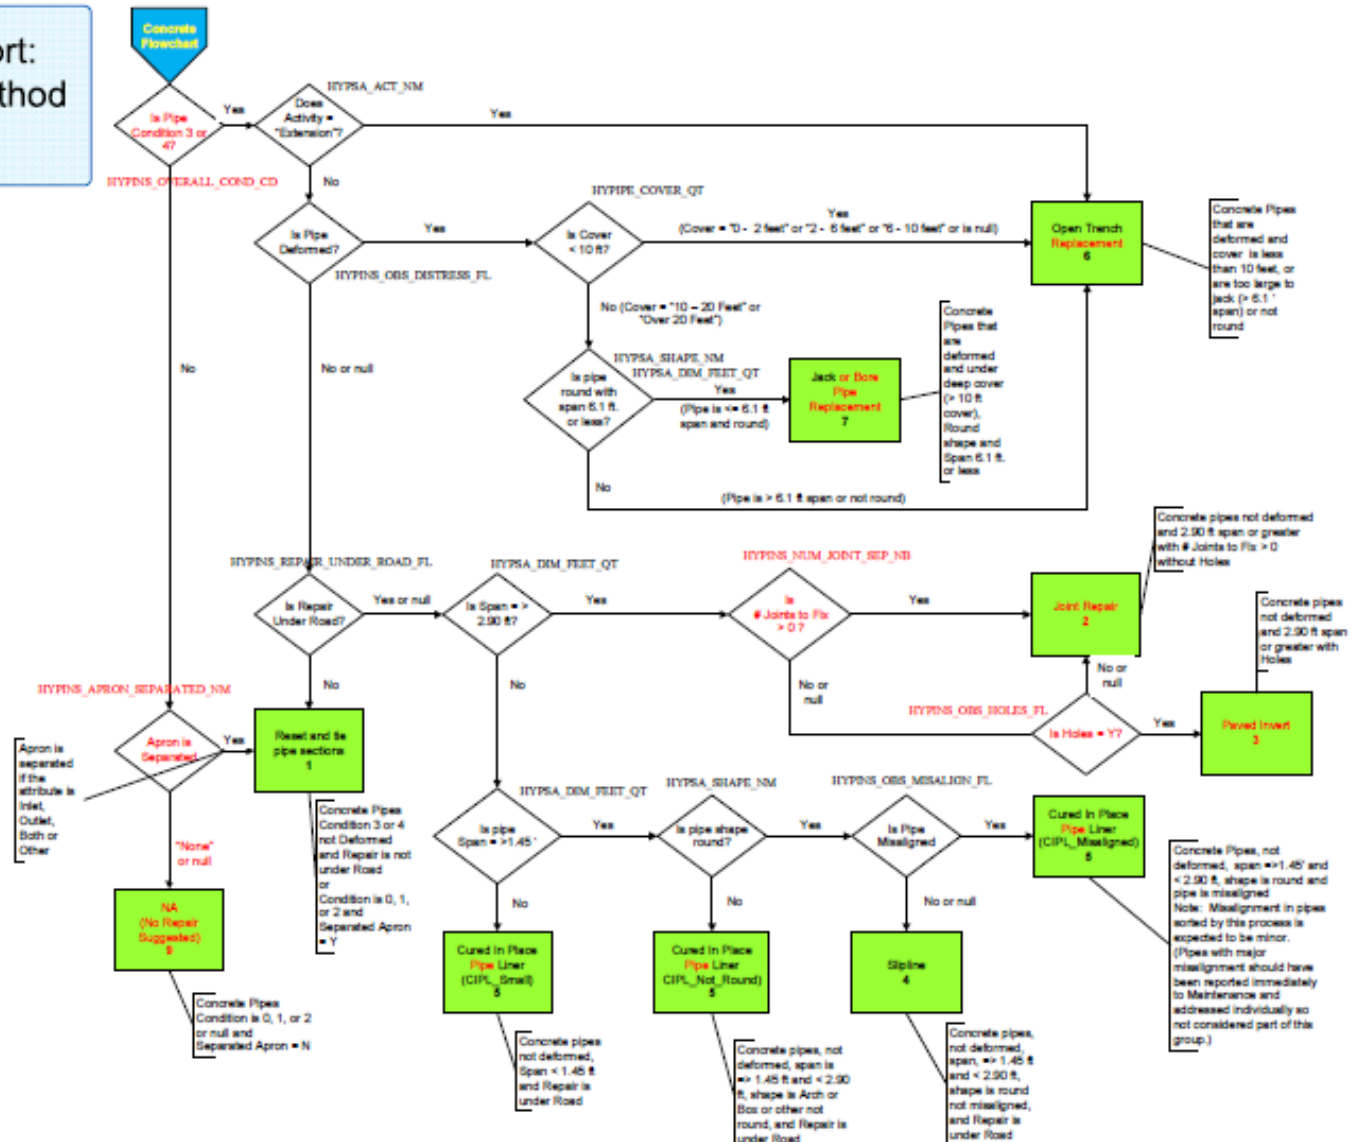 ort:
thod
Concrete
Flowchart
Is Pipe
Condition 3 or
4?
HYPINS_OVERALL_COND_CD
Yes
HYPSA_ACT_NM
Does
Activity =
"Extension"?
Yes
No
Is Pipe
Deformed?
HYPINS_OBS_DISTRESS_FL
Yes
HYPIPE_COVER_QT
Is Cover
< 10 ft?
Yes
(Cover = "0 - 2 feet" or "2 - 6 feet" or "6 - 10 feet" or is null)
Open Trench
Replacement
6
Concrete Pipes
that are
deformed and
cover is less
than 10 feet, or
are too large to
jack (> 6.1 '
span) or not
round
No (Cover = "10 – 20 Feet" or
"Over 20 Feet")
HYPSA_SHAPE_NM
HYPSA_DIM_FEET_QT
Is pipe
round with
span 6.1 ft.
or less?
Yes
(Pipe is <= 6.1 ft
span and round)
Jack or Bore
Pipe
Replacement
7
Concrete
Pipes that
are
deformed
and under
deep cover
(> 10 ft
cover),
Round
shape and
Span 6.1 ft.
or less
No
(Pipe is > 6.1 ft span or not round)
No
No or null
HYPINS_REPAIR_UNDER_ROAD_FL
Is Repair
Under Road?
Yes or null
HYPSA_DIM_FEET_QT
Is Span = >
2.90 ft?
Yes
HYPINS_NUM_JOINT_SEP_NB
Is
# Joints to Fix
> 0 ?
Yes
Joint Repair
2
Concrete pipes not deformed
and 2.90 ft span or greater
with # Joints to Fix > 0
without Holes
No or
null
HYPINS_OBS_HOLES_FL
Is Holes = Y?
No or
null
Yes
Paved Invert
3
Concrete pipes
not deformed
and 2.90 ft span
or greater with
Holes
No
No
HYPINS_APRON_SEPARATED_NM
Apron is
Separated
Yes
Reset and tie
pipe sections
1
Apron is
separated
if the
attribute is
Inlet,
Outlet,
Both or
Other
"None"
or null
Concrete Pipes
Condition 3 or 4
not Deformed
and Repair is not
under Road
or
Condition is 0, 1,
or 2 and
Separated Apron
= Y
NA
(No Repair
Suggested)
9
Concrete Pipes
Condition is 0, 1, or 2
or null and
Separated Apron = N
HYPSA_DIM_FEET_QT
Is pipe
Span = >1.45 '
Yes
HYPSA_SHAPE_NM
Is pipe shape
round?
Yes
HYPINS_OBS_MISALIGN_FL
Is Pipe
Misaligned
Yes
Cured In Place
Pipe Liner
(CIPL_Misaligned)
5
Concrete Pipes, not
deformed, span =>1.45' and
< 2.90 ft, shape is round and
pipe is misaligned
Note: Misalignment in pipes
sorted by this process is
expected to be minor.
(Pipes with major
misalignment should have
been reported immediately
to Maintenance and
addressed individually so
not considered part of this
group.)
No
No
No or null
Cured In Place
Pipe Liner
(CIPL_Small)
5
Cured In Place
Pipe Liner
CIPL_Not_Round)
5
Slipline
4
Concrete pipes
not deformed,
Span < 1.45 ft
and Repair is
under Road
Concrete pipes, not
deformed, span is
=> 1.45 ft and < 2.90
ft, shape is Arch or
Box or other not
round, and Repair is
under Road
Concrete pipes,
not deformed,
span, => 1.45 ft
and < 2.90 ft,
shape is round
not misaligned,
and Repair is
under Road